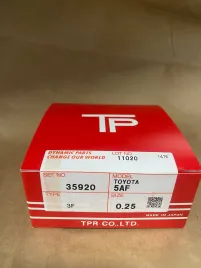 TP
DYNAMIC PARTS
CHANGE OUR WORLD
LOT NO
11020
1478
SET NO
35920
MODEL
TOYOTA
5AF
TYPE
3F
SIZE
0.25
MADE IN JAPAN
TPR CO., LTD.